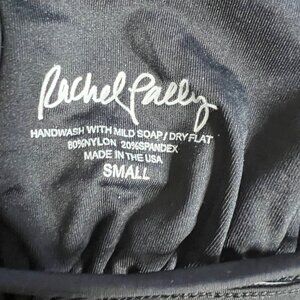 Rachel Pally
HANDWASH WITH MILD SOAP / DRY FLAT
80%NYLON 20%SPANDEX
MADE IN THE USA
SMALL